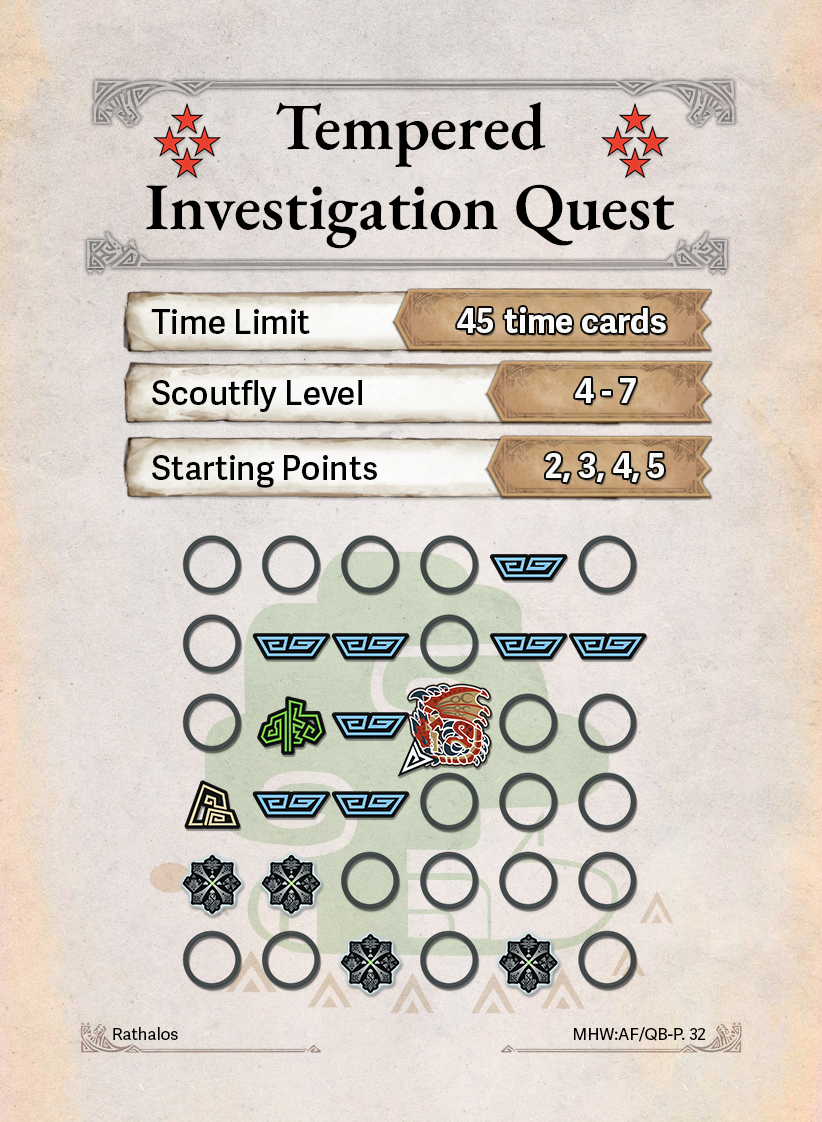 Tempered
Investigation Quest
Time Limit
45 time cards
Scoutfly Level
4 - 7
Starting Points
2, 3, 4, 5
Rathalos
MHW:AF/QB-P. 32